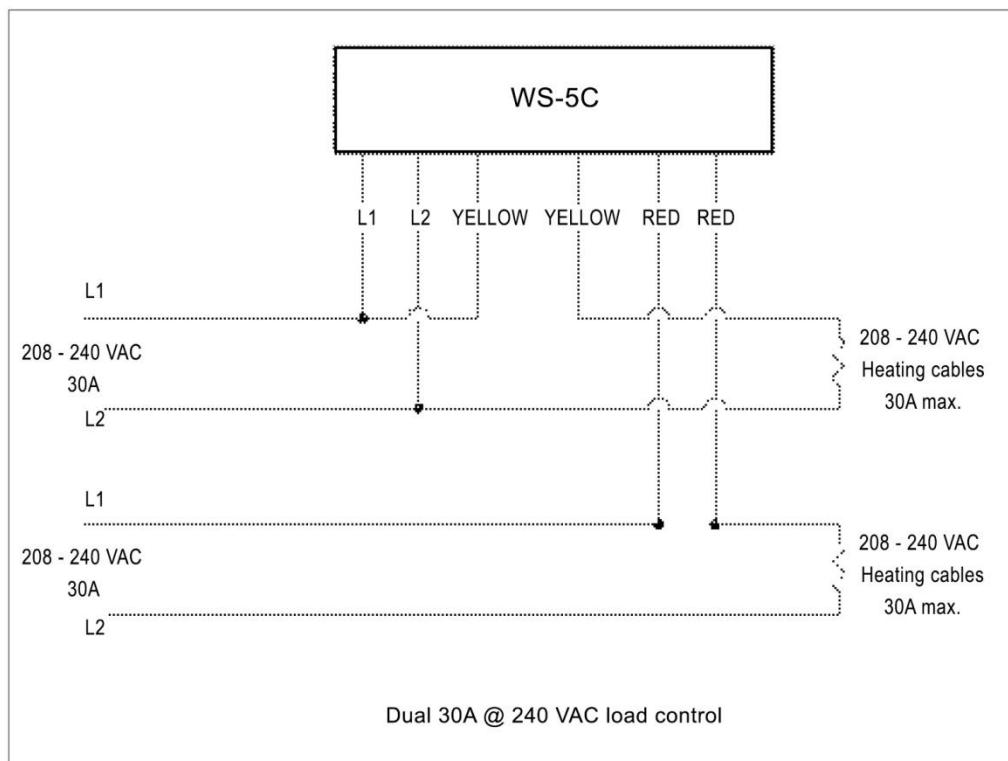 WS-5C
L1 L2 YELLOW YELLOW RED RED
L1
208 - 240 VAC
30A
L2
208 - 240 VAC
Heating cables
30A max.
L1
208 - 240 VAC
30A
L2
208 - 240 VAC
Heating cables
30A max.
Dual 30A @ 240 VAC load control